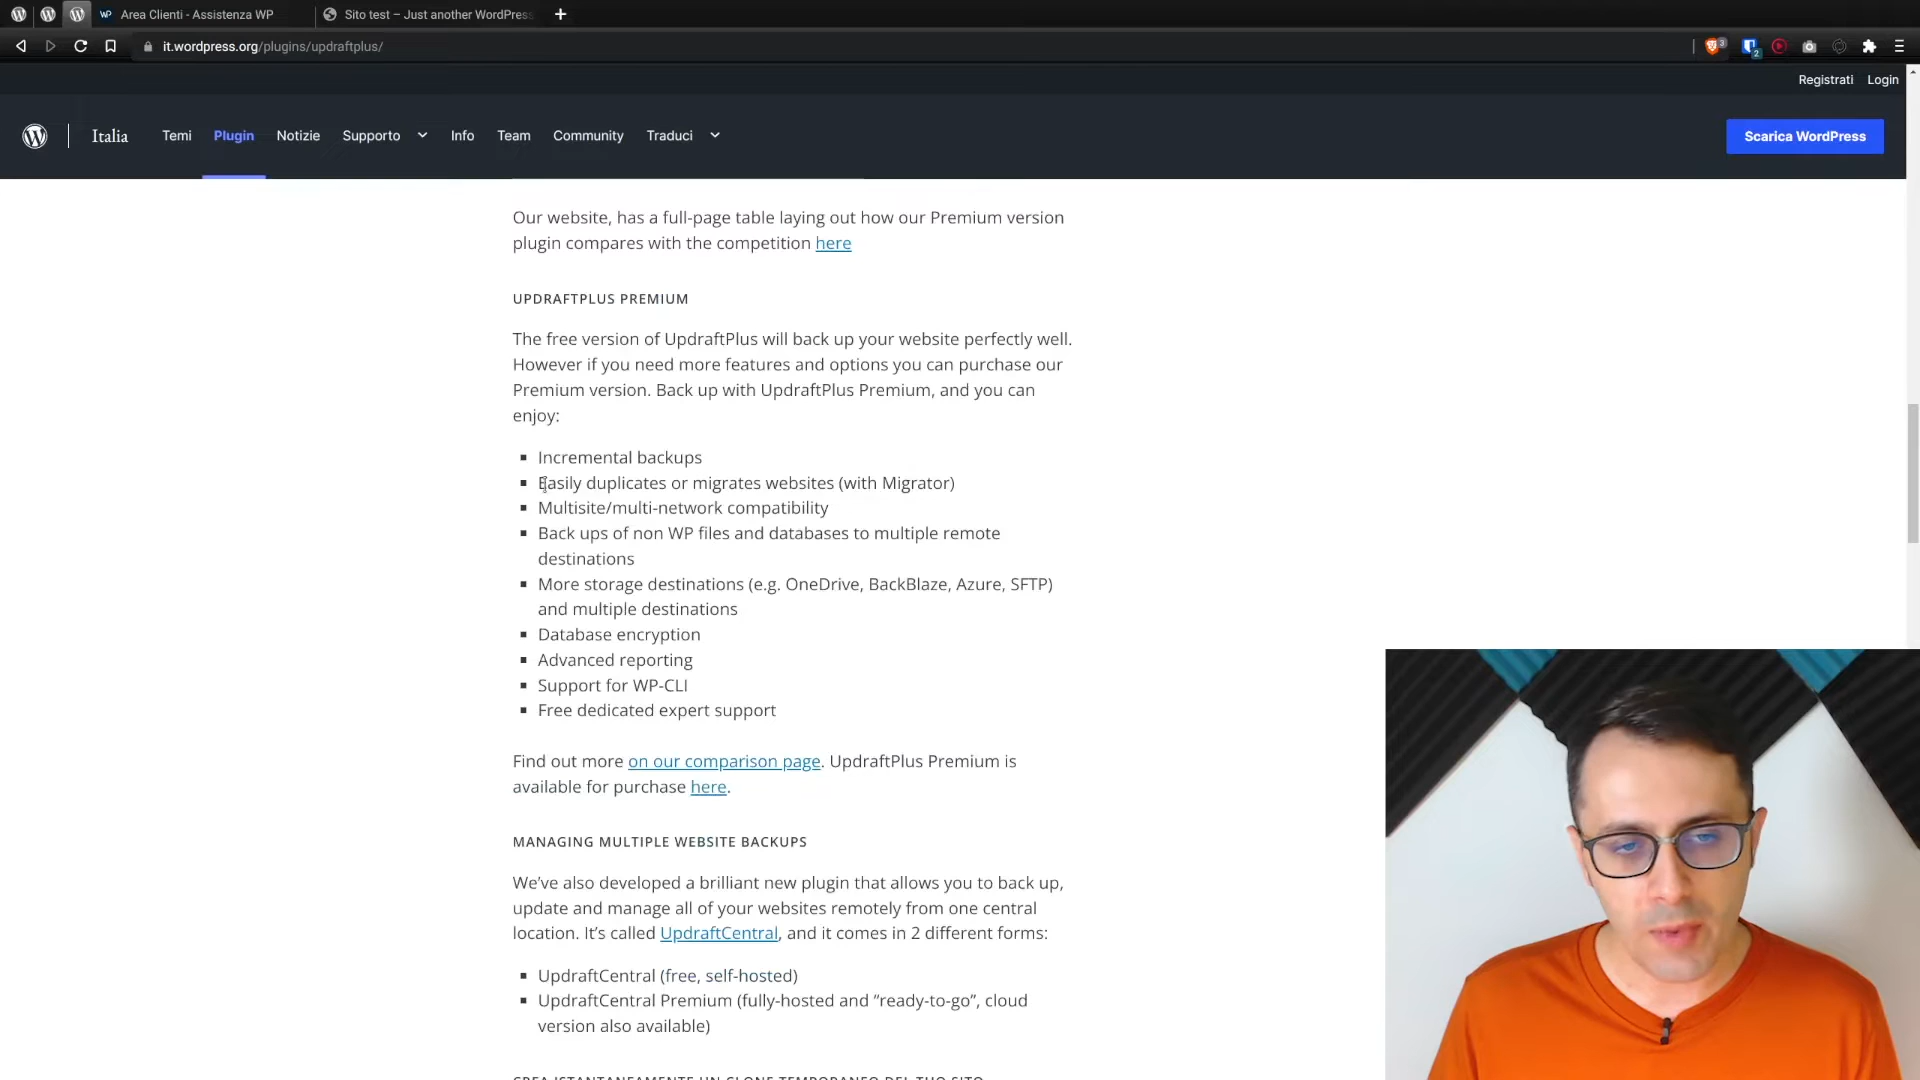 Area Clienti - Assistenza WP
Sito test – Just another WordPress
it.wordpress.org/plugins/updraftplus/
3
2
Registrati Login
Italia Temi Plugin Notizie Supporto Info Team Community Traduci Scarica WordPress
Our website, has a full-page table laying out how our Premium version
plugin compares with the competition here
UPDRAFTPLUS PREMIUM
The free version of UpdraftPlus will back up your website perfectly well.
However if you need more features and options you can purchase our
Premium version. Back up with UpdraftPlus Premium, and you can
enjoy:
Incremental backups
Easily duplicates or migrates websites (with Migrator)
Multisite/multi-network compatibility
Back ups of non WP files and databases to multiple remote
destinations
More storage destinations (e.g. OneDrive, BackBlaze, Azure, SFTP)
and multiple destinations
Database encryption
Advanced reporting
Support for WP-CLI
Free dedicated expert support
Find out more on our comparison page. UpdraftPlus Premium is
available for purchase here.
MANAGING MULTIPLE WEBSITE BACKUPS
We’ve also developed a brilliant new plugin that allows you to back up,
update and manage all of your websites remotely from one central
location. It’s called UpdraftCentral, and it comes in 2 different forms:
UpdraftCentral (free, self-hosted)
UpdraftCentral Premium (fully-hosted and “ready-to-go”, cloud
version also available)
CREA ISTANTANEAMENTE UN CLONE TEMPORANEO DEL TUO SITO